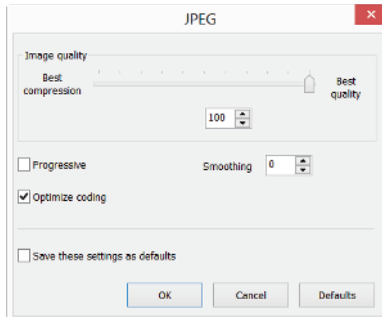 JPEG
Image quality
Best compression
Best quality
100
Progressive
Smoothing
0
Optimize coding
Save these settings as defaults
OK
Cancel
Defaults